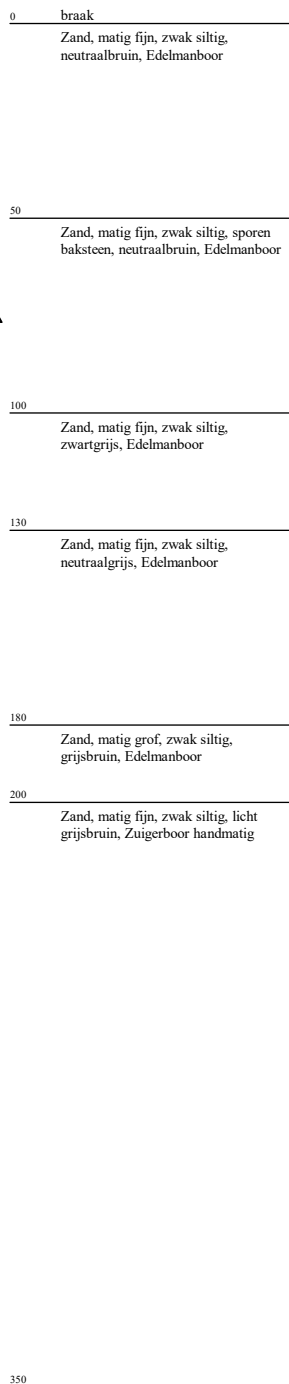 0 braak
Zand, matig fijn, zwak siltig,
neutraalbruin, Edelmanboor
50
Zand, matig fijn, zwak siltig, sporen
baksteen, neutraalbruin, Edelmanboor
100
Zand, matig fijn, zwak siltig,
zwartgrijs, Edelmanboor
130
Zand, matig fijn, zwak siltig,
neutraalgrijs, Edelmanboor
180
Zand, matig grof, zwak siltig,
grijsbruin, Edelmanboor
200
Zand, matig fijn, zwak siltig, licht
grijsbruin, Zuigerboor handmatig
350